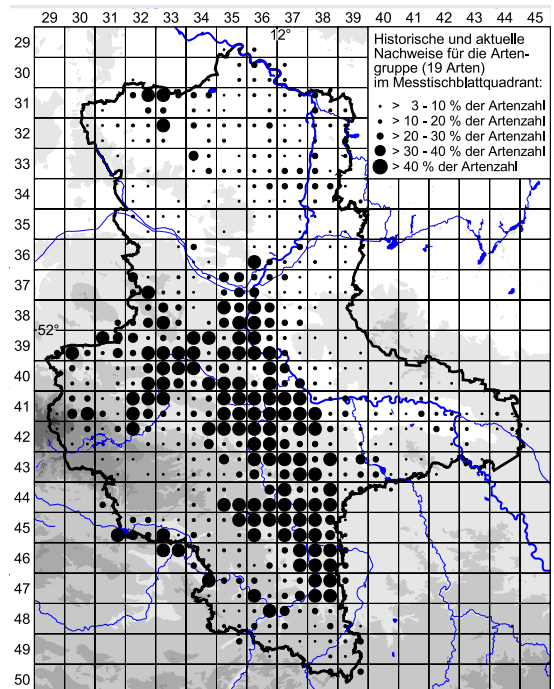 12°
Historische und aktuelle
Nachweise für die Arten-
gruppe (19 Arten)
im Messtischblattquadrant:
> 3 - 10 % der Artenzahl
> 10 - 20 % der Artenzahl
> 20 - 30 % der Artenzahl
> 30 - 40 % der Artenzahl
> 40 % der Artenzahl
29
30
31
32
33
34
35
36
37
38
52°
39
40
41
42
43
44
45
46
47
48
49
50
29 30 31 32 33 34 35 36 37 38 39 40 41 42 43 44 45